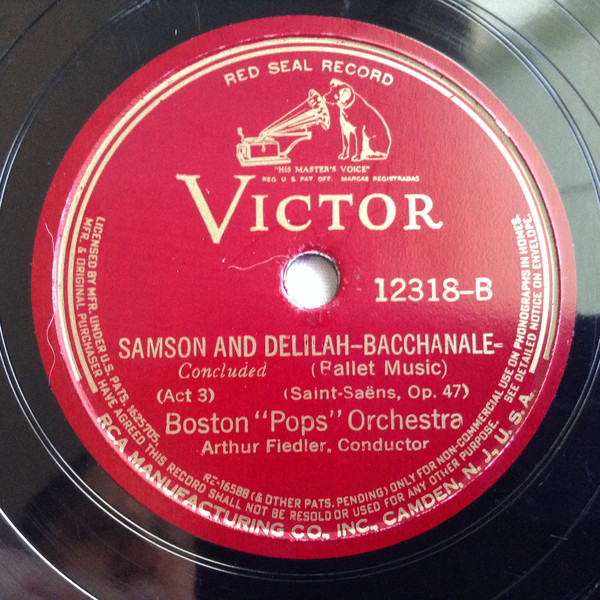 RED SEAL RECORD
"HIS MASTER'S VOICE"
REG. U.S. PAT. OFF. MARCAS REGISTRADAS
VICTOR
12318-B
SAMSON AND DELILAH-BACCHANALE-
Concluded (Ballet Music)
(Act 3) (Saint-Saëns, Op. 47)
Boston "Pops" Orchestra
Arthur Fiedler, Conductor
LICENSED BY MFR. UNDER U.S. PATS. 1625705, RE-16588 (& OTHER PATS. PENDING) ONLY FOR NON-COMMERCIAL USE ON PHONOGRAPHS IN HOMES.
MFR. & ORIGINAL PURCHASER HAVE AGREED THIS RECORD SHALL NOT BE RESOLD OR USED FOR ANY OTHER PURPOSE. SEE DETAILED NOTICE ON ENVELOPE.
RCA MANUFACTURING CO., INC., CAMDEN, N. J., U. S. A.